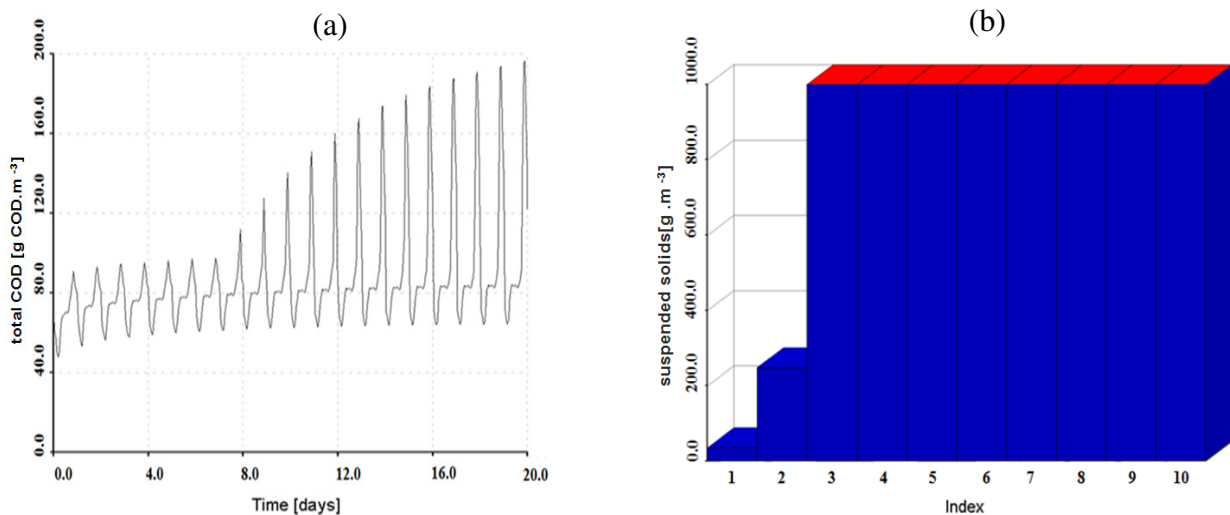 (a)
200.0
160.0
120.0
80.0
40.0
0.0
total COD [g COD.m -3]
0.0 4.0 8.0 12.0 16.0 20.0
Time [days]
(b)
1000.0
800.0
600.0
400.0
200.0
0.0
suspended solids[g .m -3]
1 2 3 4 5 6 7 8 9 10
Index